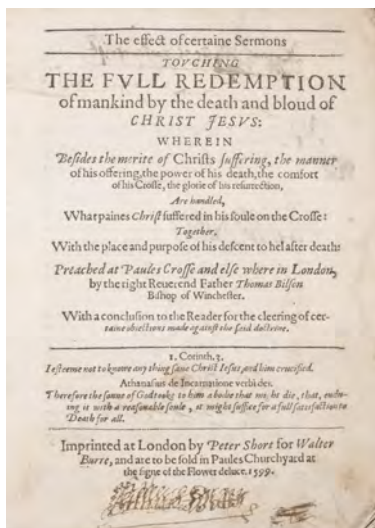 The effect of certaine Sermons
TOVCHING
THE FVLL REDEMPTION
of mankind by the death and bloud of
CHRIST JESVS:
WHEREIN
Besides the merite of Christs suffering, the manner
of his offering, the power of his death, the comfort
of his Crosse, the glorie of his resurrection,
Are handled,
What paines Christ suffered in his soule on the Crosse:
Together,
With the place and purpose of his descent to hel after death:
Preached at Paules Crosse and else where in London,
by the right Reuerend Father Thomas Bilson
Bishop of Winchester.
With a conclusion to the Reader for the cleering of cer-
taine obiections made against the said doctrine.
1. Corinth.
I esteeme not to knowe any thing saue Christ Iesus, and him crucified.
Athanasius de Incarnatione verbi dei.
Therefore the sonne of God took to him a bodie that might die, that,
ing it with a reasonable soule, it might suffice for a full satisfaction to
Death for all.
Imprinted at London by Peter Short for Walter
Burre, and are to be sold in Paules Churchyard at
the signe of the Flower deluce. 1599.